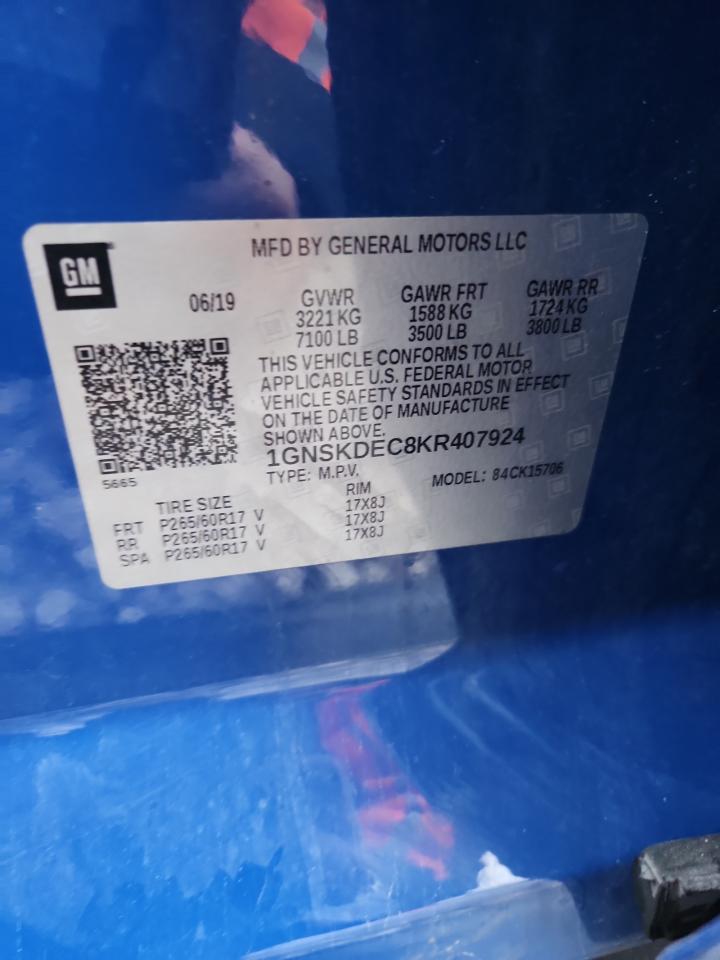 GM
MFD BY GENERAL MOTORS LLC
06/19
GVWR
3221 KG
7100 LB
GAWR FRT
1588 KG
3500 LB
GAWR RR
1724 KG
3800 LB
THIS VEHICLE CONFORMS TO ALL
APPLICABLE U.S. FEDERAL MOTOR
VEHICLE SAFETY STANDARDS IN EFFECT
ON THE DATE OF MANUFACTURE
SHOWN ABOVE.
1GNSKDEC8KR407924
5665
TYPE: M.P.V. MODEL: 84CK15706
TIRE SIZE RIM
FRT P265/60R17 V 17X8J
RR P265/60R17 V 17X8J
SPA P265/60R17 V 17X8J